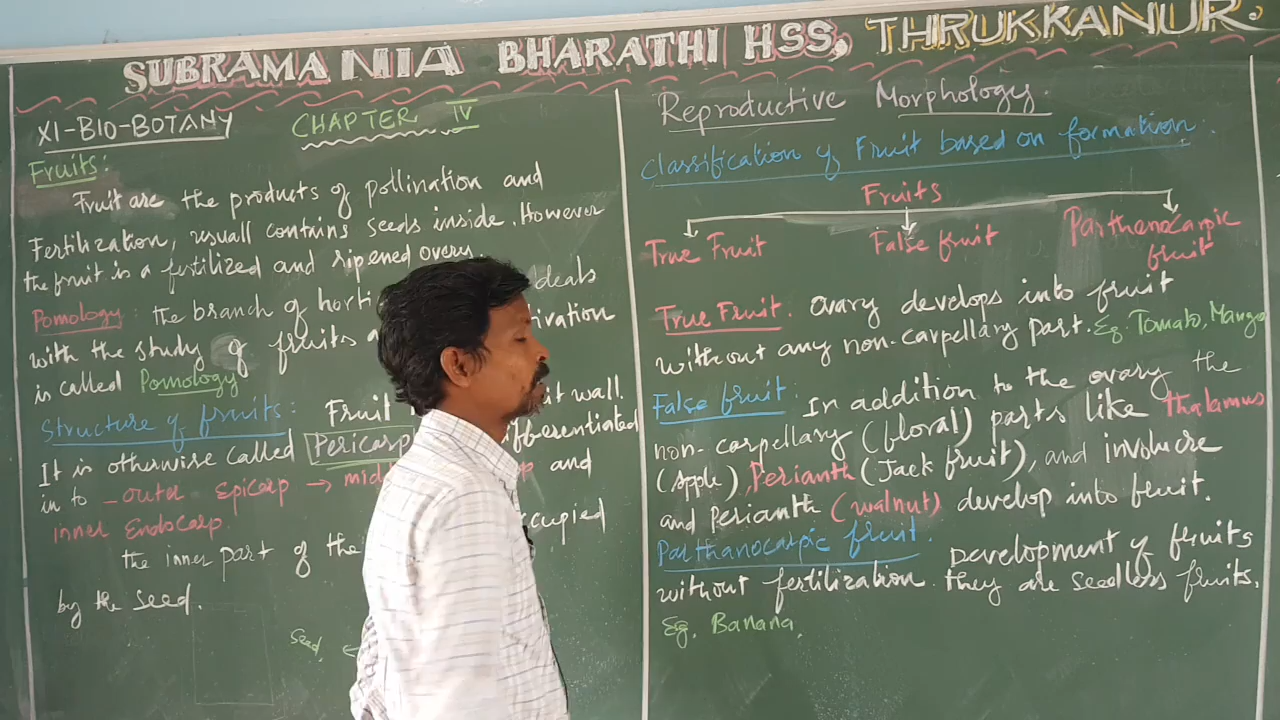 SUBRAMANIA BHARATHI HSS, THRUKKANUR.
XI-BIO-BOTANY CHAPTER IV
Fruits:
Fruit are the products of pollination and
Fertilization, usuall contains seeds inside. However
the fruit is a fertilized and ripened overy
Pomology: the branch of horti deals
with the study of fruits a tivation
is called Pomology
Structure of fruits: Fruit it wall.
It is otherwise called Pericarp ifferentiated
in to - outer Epicarp → mid p and
inner Endocarp.
the inner part of the ccupied
by the seed.
Seed
Reproductive Morphology.
Classification of Fruit based on formation.
Fruits
True Fruit False fruit Parthanocarpic
fruit
True Fruit. Ovary develops into fruit
without any non-carpellary part. Eg. Tomato, Mango
False fruit: In addition to the ovary the
non-carpellary (floral) parts like Thalamus
(Apple), Perianth (Jack fruit), and involucre
and Perianth (walnut) develop into fruit.
Parthanocarpic fruit. Development of fruits
without fertilization. they are seedless fruits.
Eg. Banana.